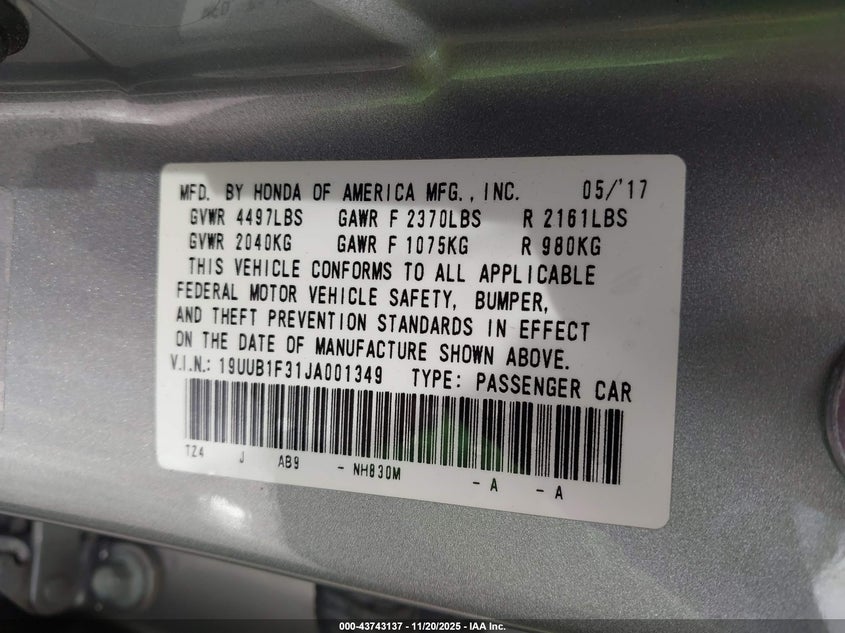 MFD. BY HONDA OF AMERICA MFG., INC. 05/'17
GVWR 4497LBS GAWR F 2370LBS R 2161LBS
GVWR 2040KG GAWR F 1075KG R 980KG
THIS VEHICLE CONFORMS TO ALL APPLICABLE
FEDERAL MOTOR VEHICLE SAFETY, BUMPER,
AND THEFT PREVENTION STANDARDS IN EFFECT
ON THE DATE OF MANUFACTURE SHOWN ABOVE.
V.I.N.: 19UUB1F31JA001349 TYPE: PASSENGER CAR
TZ4 J AB9 - NH830M - A - A
000-43743137 - 11/20/2025 - IAA Inc.